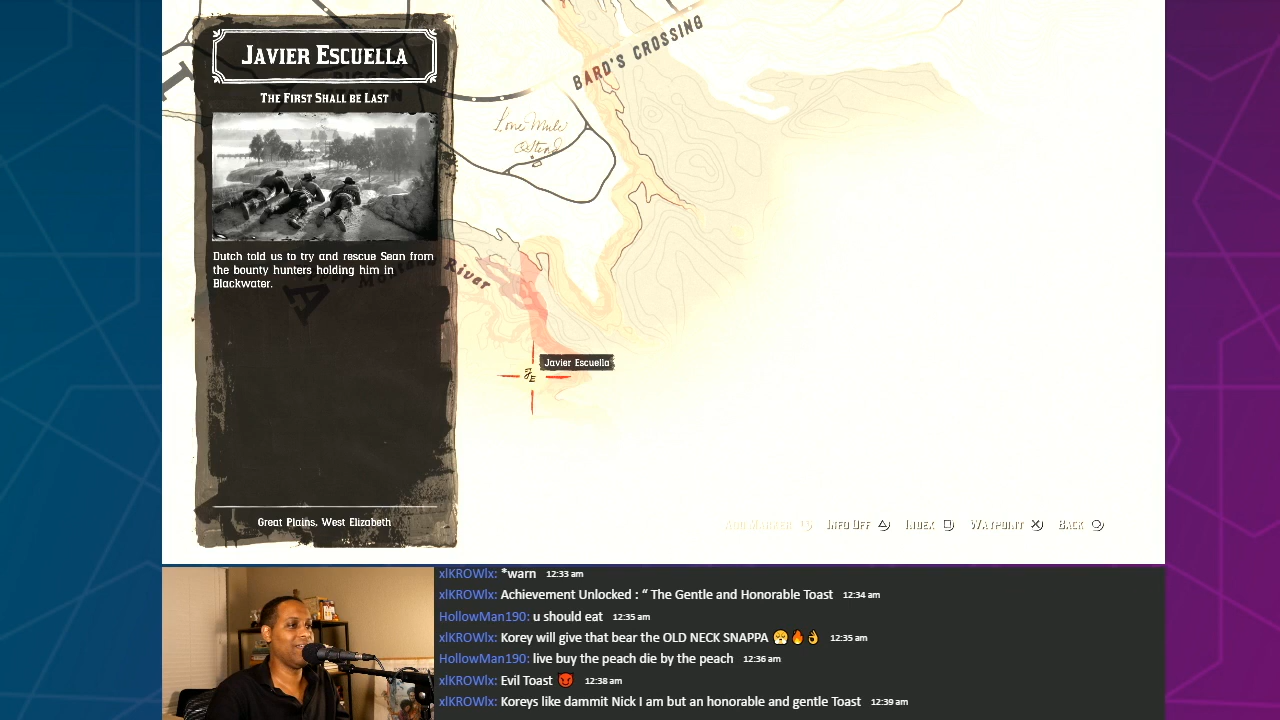 JAVIER ESCUELLA
THE FIRST SHALL BE LAST
Dutch told us to try and rescue Sean from
the bounty hunters holding him in
Blackwater.
Great Plains, West Elizabeth
BARD'S CROSSING
Lone Mule
River
Javier Escuella
ADD MARKER INFO OFF INDEX WAYPOINT BACK
xlKROWlx: *warn 12:33 am
xlKROWlx: Achievement Unlocked : “ The Gentle and Honorable Toast 12:34 am
HollowMan190: u should eat 12:35 am
xlKROWlx: Korey will give that bear the OLD NECK SNAPPA 😤🔥👌 12:35 am
HollowMan190: live buy the peach die by the peach 12:36 am
xlKROWlx: Evil Toast 😈 12:38 am
xlKROWlx: Koreys like dammit Nick I am but an honorable and gentle Toast 12:39 am